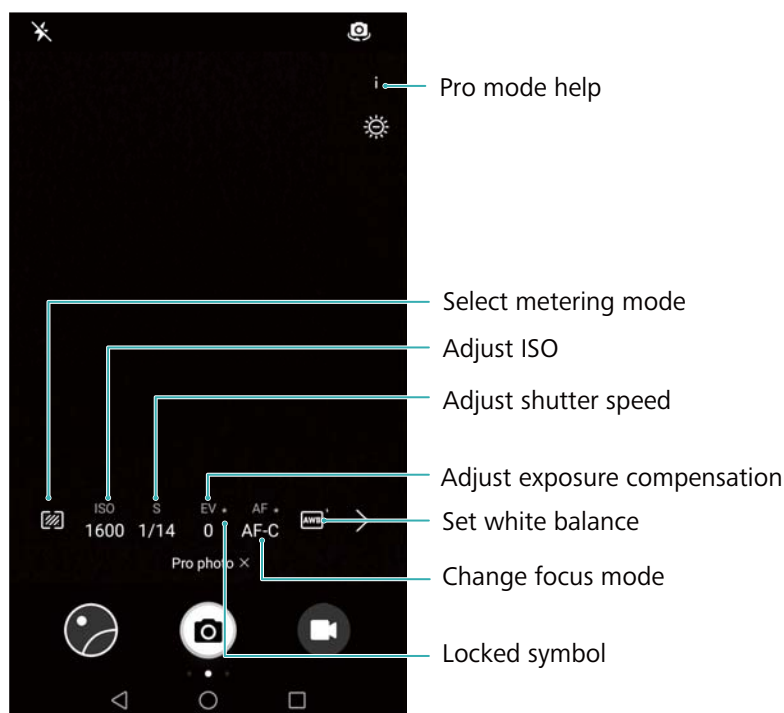 i
Pro mode help
Select metering mode
Adjust ISO
Adjust shutter speed
Adjust exposure compensation
Set white balance
Change focus mode
Locked symbol
ISO S EV AF
1600 1/14 0 AF-C AWB
Pro photo ×